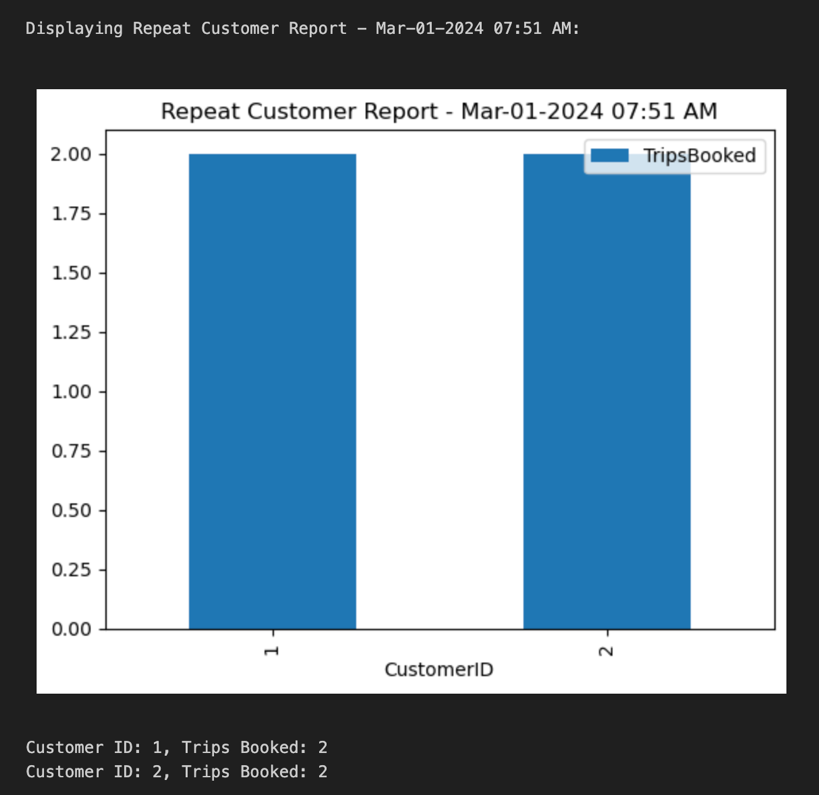 Displaying Repeat Customer Report - Mar-01-2024 07:51 AM:
Repeat Customer Report - Mar-01-2024 07:51 AM
TripsBooked
2.00
1.75
1.50
1.25
1.00
0.75
0.50
0.25
0.00
1
2
CustomerID
Customer ID: 1, Trips Booked: 2
Customer ID: 2, Trips Booked: 2